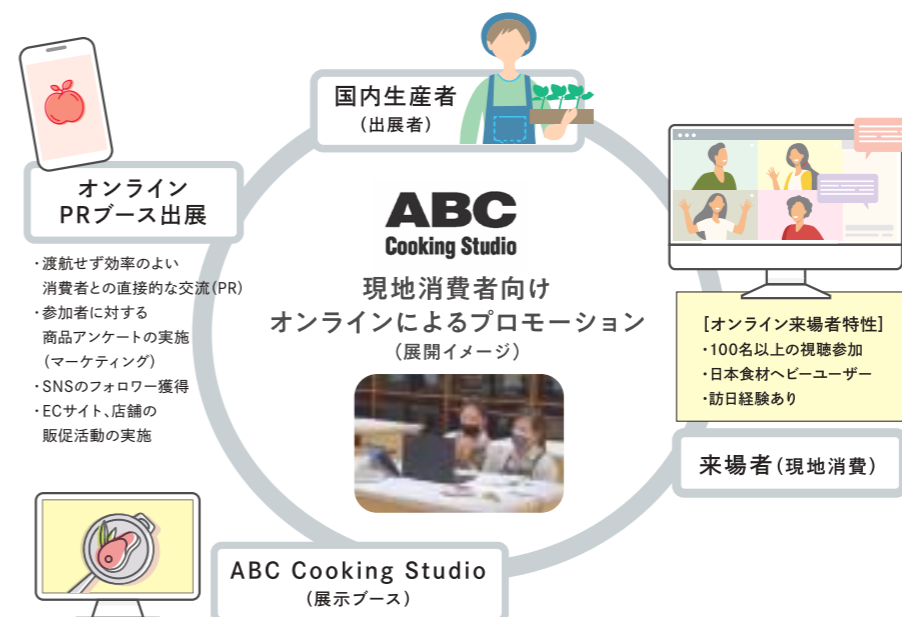 国内生産者
(出展者)
オンライン
PRブース出展
・渡航せず効率のよい
消費者との直接的な交流(PR)
・参加者に対する
商品アンケートの実施
(マーケティング)
・SNSのフォロワー獲得
・ECサイト、店舗の
販促活動の実施
ABC
Cooking Studio
現地消費者向け
オンラインによるプロモーション
(展開イメージ)
[オンライン来場者特性]
・100名以上の視聴参加
・日本食材ヘビーユーザー
・訪日経験あり
来場者(現地消費)
ABC Cooking Studio
(展示ブース)